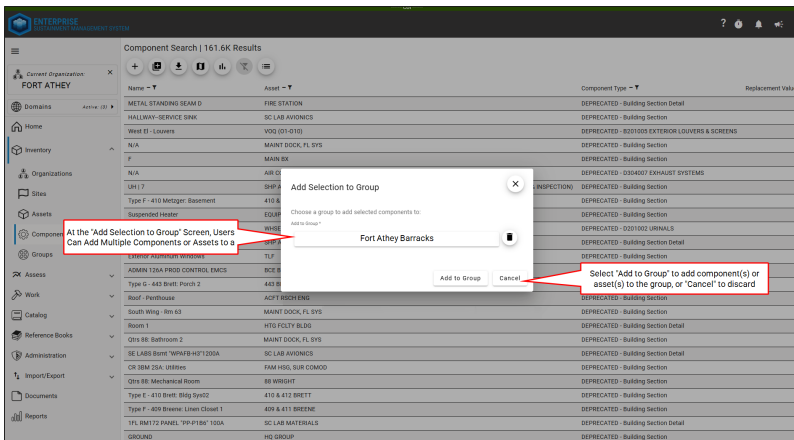 ENTERPRISE
SUSTAINMENT MANAGEMENT SYSTEM
?
Current Organization:
FORT ATHEY
Domains
Active: (0)
Home
Inventory
Organizations
Sites
Assets
Groups
Assess
Work
Catalog
Reference Books
Administration
Import/Export
Documents
Reports
Component Search | 161.6K Results
Name Asset Component Type Replacement
METAL STANDING SEAM D FIRE STATION DEPRECATED - Building Section Detail
HALLWAY--SERVICE SINK SC LAB AVIONICS DEPRECATED - Building Section
West El - Louvers VOQ (O1-O10) DEPRECATED - B201005 EXTERIOR LOUVERS & SCREENS
N/A MAINT DOCK, FL SYS DEPRECATED - Building Section
F MAIN BX DEPRECATED - Building Section
N/A DEPRECATED - D304007 EXHAUST SYSTEMS
UH | 7 INSPECTION) DEPRECATED - Building Section
Type F - 410 Metzger: Basement DEPRECATED - Building Section
Suspended Heater DEPRECATED - Building Section
DEPRECATED - D201002 URINALS
DEPRECATED - Building Section Detail
Exterior Aluminum Windows TLF DEPRECATED - Building Section
ADMIN 126A PROD CONTROL EMCS
Type G - 443 Brett: Porch 2
Roof - Penthouse ACFT RSCH ENG
South Wing - Rm 63 MAINT DOCK, FL SYS DEPRECATED - Building Section
Room 1 HTG FCLTY BLDG DEPRECATED - Building Section Detail
Qtrs 88: Bathroom 2 MAINT DOCK, FL SYS DEPRECATED - Building Section
SE LABS Bsmt "WPAFB-H3"1200A SC LAB AVIONICS DEPRECATED - Building Section Detail
CR 3BM 2SA: Utilities FAM HSG, SUR COMOD DEPRECATED - Building Section
Qtrs 88: Mechanical Room 88 WRIGHT DEPRECATED - Building Section
Type E - 410 Brett: Bldg Sys02 410 & 412 BRETT DEPRECATED - Building Section
Type F - 409 Breene: Linen Closet 1 409 & 411 BREENE DEPRECATED - Building Section
1FL RM172 PANEL "PP-P186" 100A SC LAB MATERIALS DEPRECATED - Building Section Detail
GROUND HQ GROUP DEPRECATED - Building Section
Add Selection to Group
Choose a group to add selected components to:
Add to Group *
Fort Athey Barracks
Add to Group Cancel
At the "Add Selection to Group" Screen, Users
Can Add Multiple Components or Assets to a
Select "Add to Group" to add component(s) or
asset(s) to the group, or "Cancel" to discard